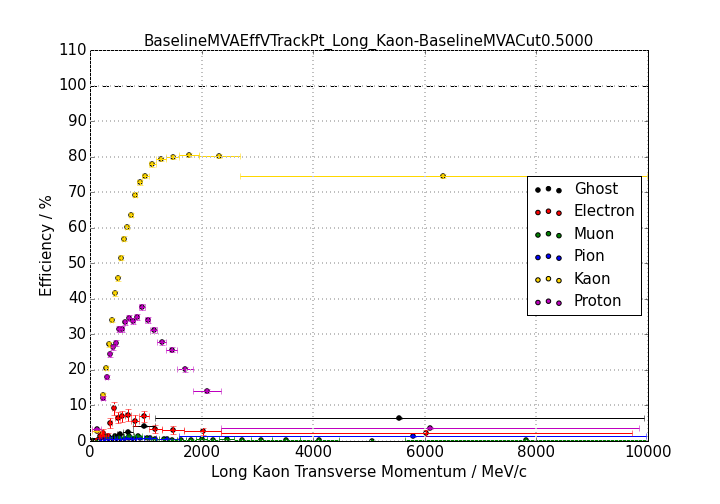 BaselineMVAEffVTrackPt_Long_Kaon-BaselineMVACut0.5000
110
100
90
80
70
60
50
40
30
20
10
0
Efficiency / %
Ghost
Electron
Muon
Pion
Kaon
Proton
0 2000 4000 6000 8000 10000
Long Kaon Transverse Momentum / MeV/c